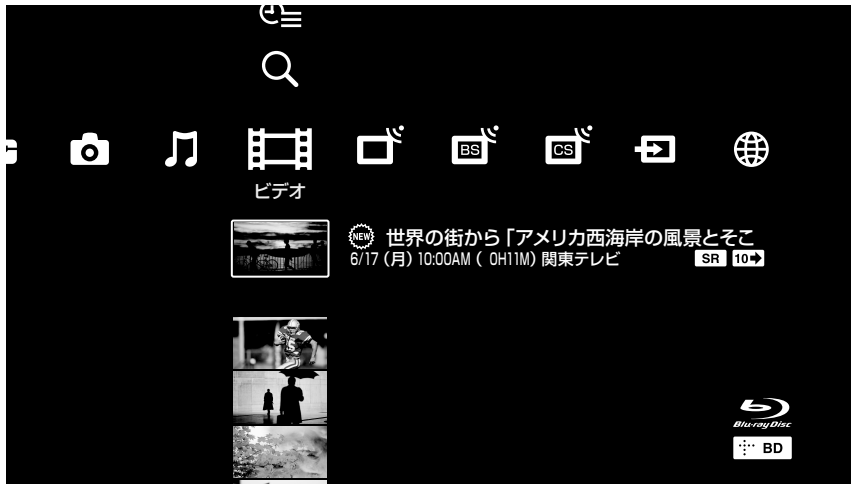 BS
CS
ビデオ
NEW 世界の街から「アメリカ西海岸の風景とそこ
6/17 (月) 10:00AM ( 0H11M) 関東テレビ SR 10➡
Blu-ray Disc
BD